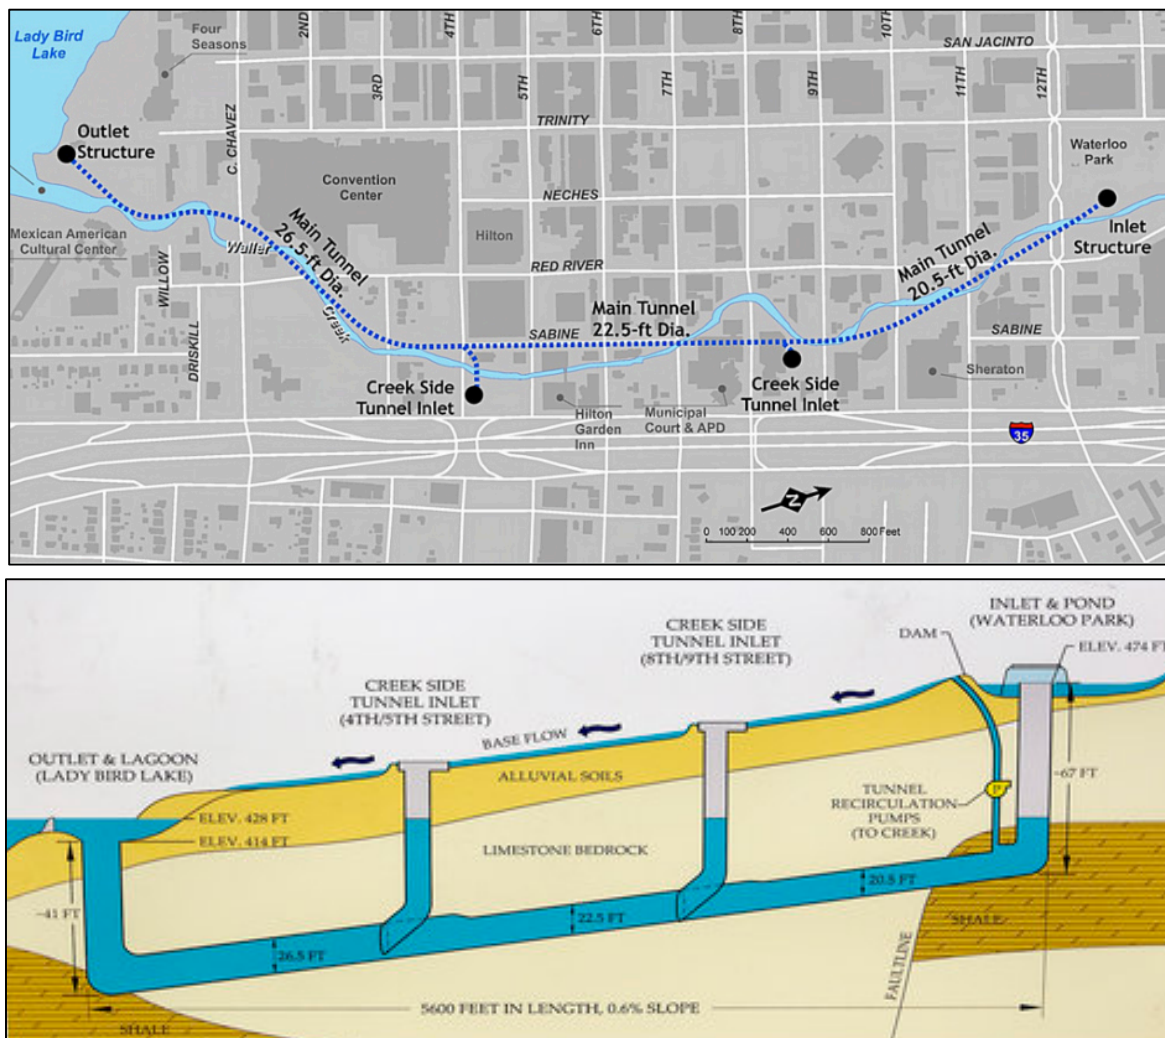 Lady Bird
Lake
Four
Seasons
2ND
3RD
4TH
5TH
6TH
7TH
8TH
9TH
10TH
11TH
12TH
SAN JACINTO
Outlet
Structure
C. CHAVEZ
TRINITY
Waterloo
Park
Convention
Center
NECHES
Mexican American
Cultural Center
Waller
Creek
Main Tunnel
26.5-ft Dia.
Hilton
Inlet
Structure
WILLOW
RED RIVER
Main Tunnel
20.5-ft Dia.
DRISKILL
Main Tunnel
22.5-ft Dia.
SABINE
SABINE
Creek Side
Tunnel Inlet
Hilton
Garden
Inn
Municipal
Court & APD
Creek Side
Tunnel Inlet
Sheraton
35
N
0 100 200 400 800 Feet
INLET & POND
(WATERLOO PARK)
DAM
ELEV. 474 FT
CREEK SIDE
TUNNEL INLET
(8TH/9TH STREET)
CREEK SIDE
TUNNEL INLET
(4TH/5TH STREET)
BASE FLOW
OUTLET & LAGOON
(LADY BIRD LAKE)
ALLUVIAL SOILS
~67 FT
P
TUNNEL
RECIRCULATION
PUMPS
(TO CREEK)
ELEV. 428 FT
ELEV. 414 FT
LIMESTONE BEDROCK
~41 FT
20.5 FT
22.5 FT
26.5 FT
SHALE
FAULTLINE
5600 FEET IN LENGTH, 0.6% SLOPE
SHALE